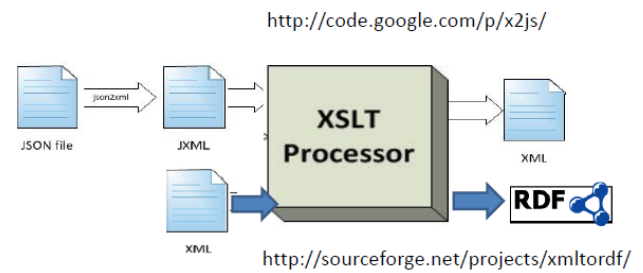 http://code.google.com/p/x2js/
json2xml
JSON file
JXML
XSLT
Processor
XML
XML
RDF
http://sourceforge.net/projects/xmltordf/